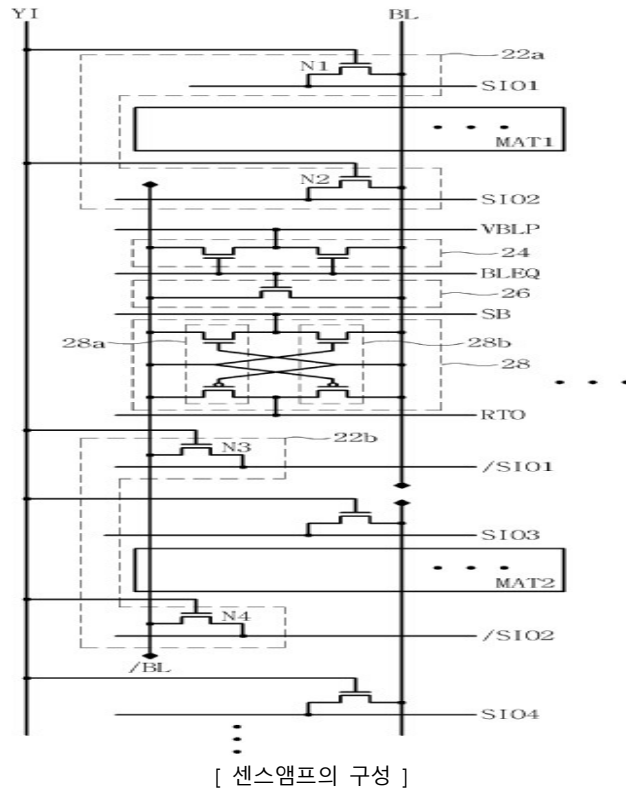 YI BL
22a
N1
SIO1
MAT1
N2
SIO2
VBLP
24
BLEQ
26
SB
28a 28b
28
RTO
N3 22b
/SIO1
SIO3
MAT2
N4
/SIO2
/BL
SIO4
[ 센스앰프의 구성 ]